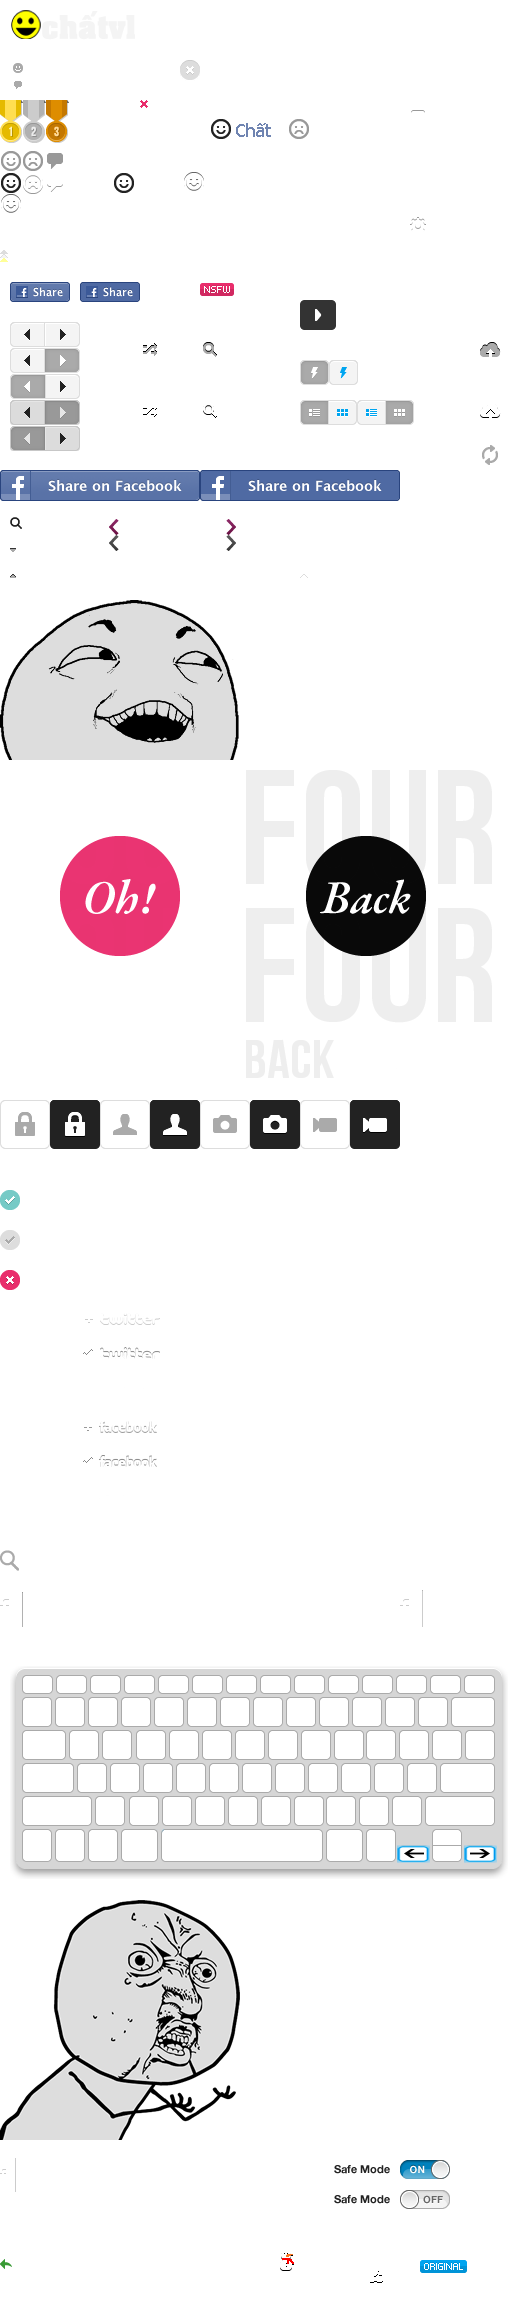 chấtvl
1 2 3
Chất
Share Share
NSFW
Share on Facebook Share on Facebook
FOUR
Oh! Back
FOUR
BACK
twitter
twitter
facebook
facebook
Safe Mode ON
Safe Mode OFF
ORIGINAL